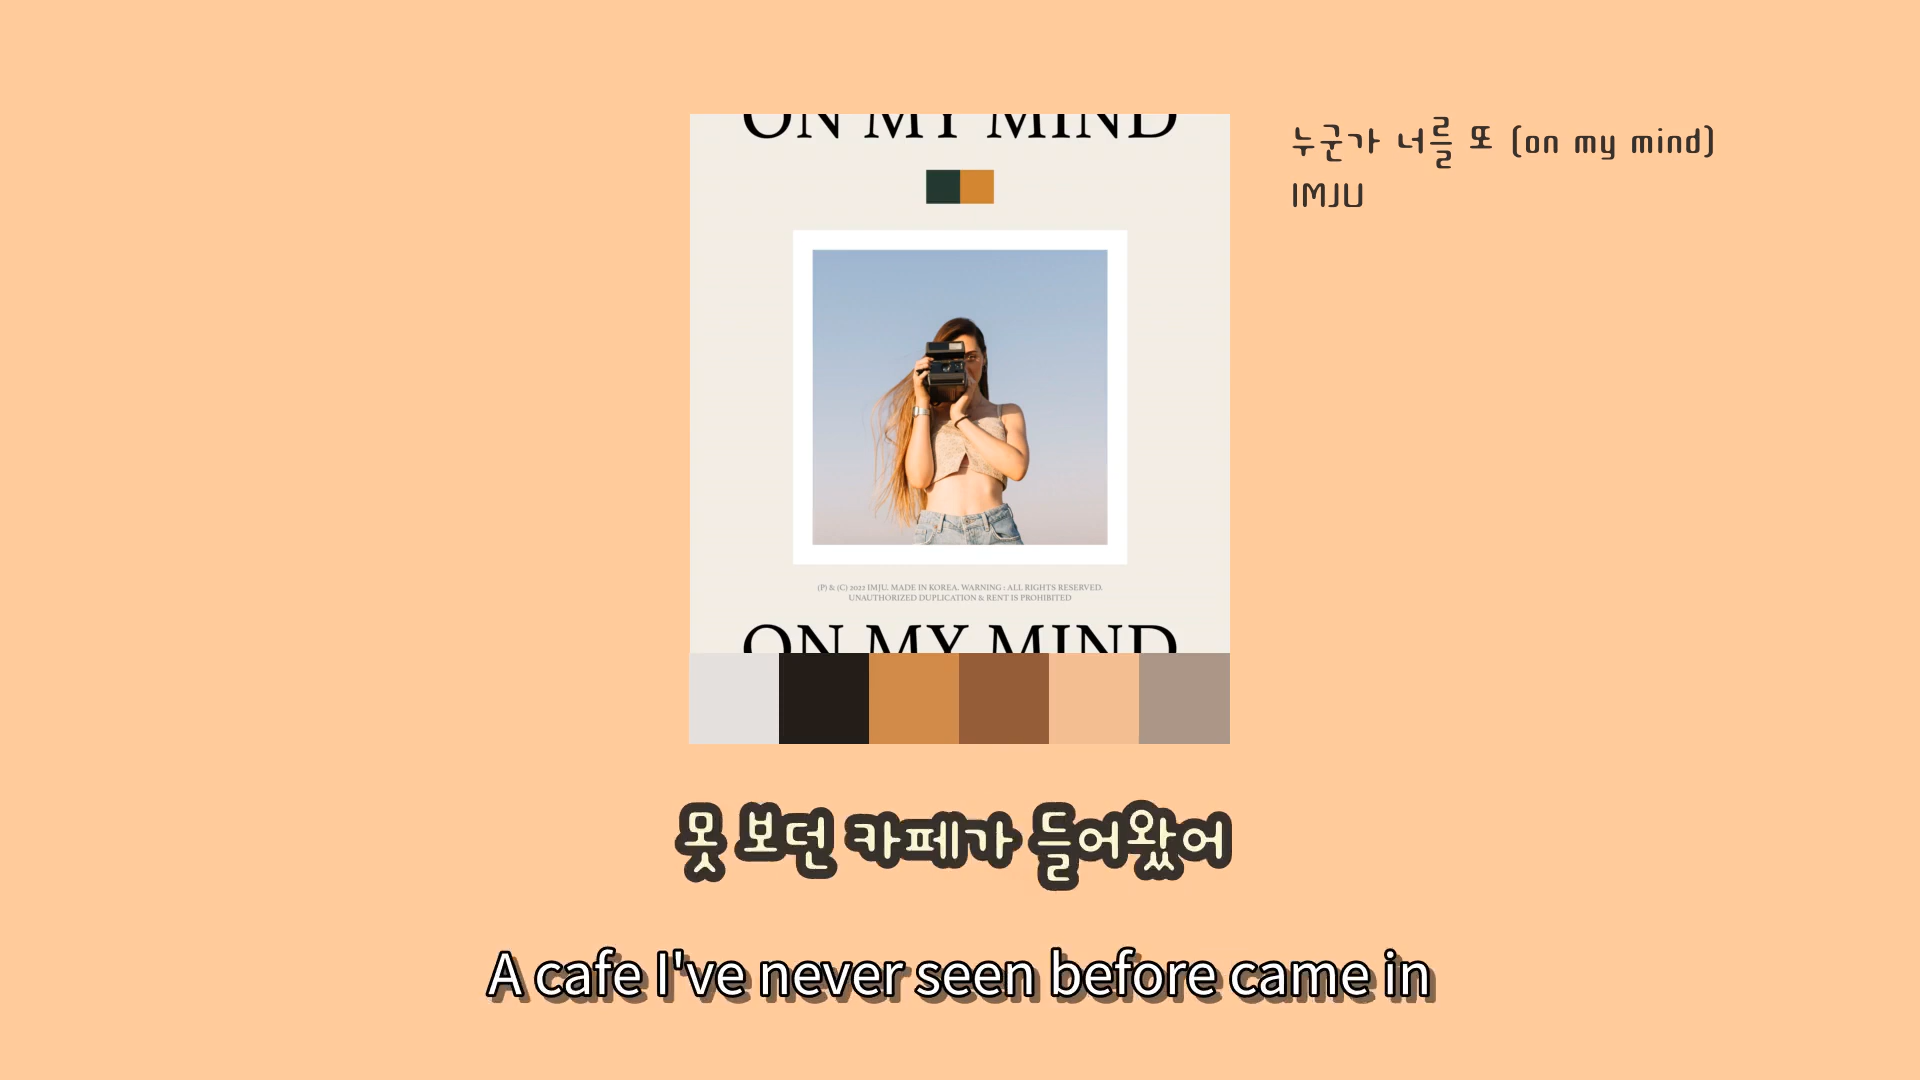 ON MY MIND
누군가 너를 또 (on my mind)
IMJU
(P) & (C) 2022 IMJU. MADE IN KOREA. WARNING : ALL RIGHTS RESERVED.
UNAUTHORIZED DUPLICATION & RENT IS PROHIBITED
ON MY MIND
못 보던 카페가 들어왔어
A cafe I've never seen before came in